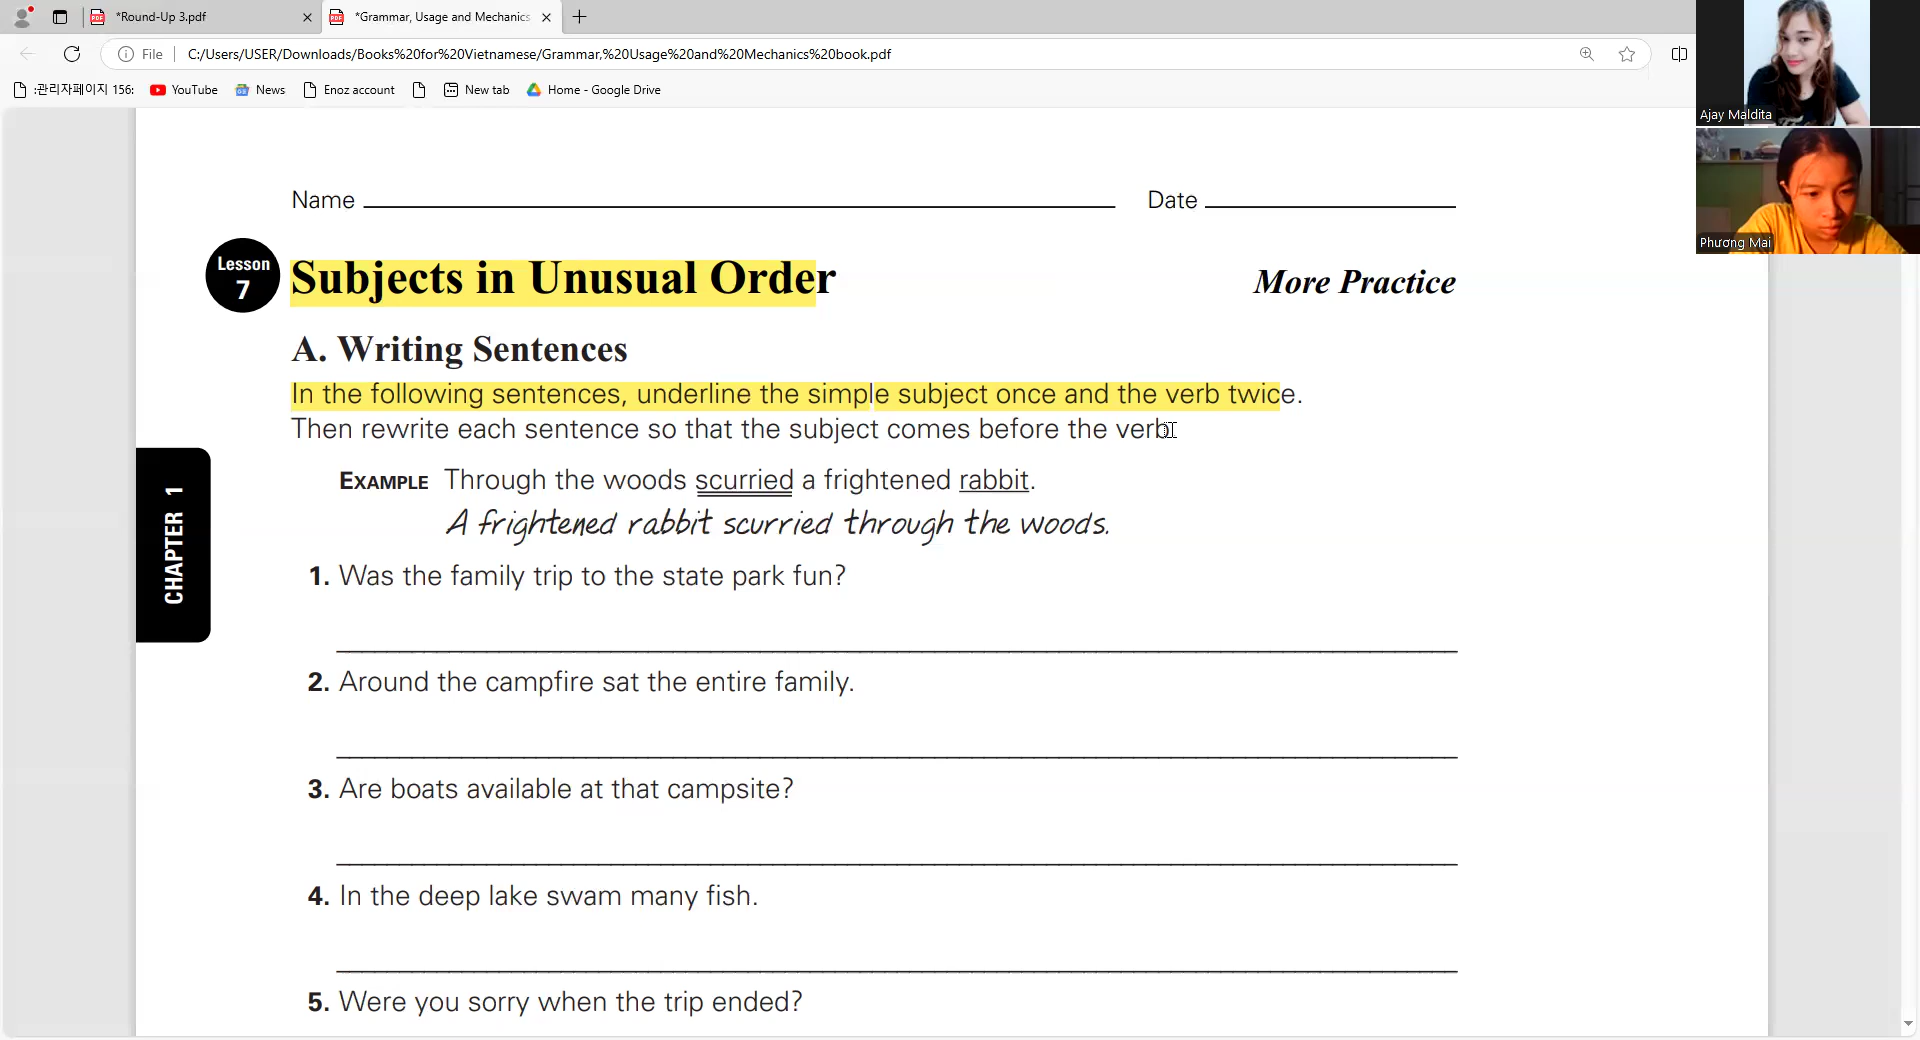 *Round-Up 3.pdf
*Grammar, Usage and Mechanics
File
C:/Users/USER/Downloads/Books%20for%20Vietnamese/Grammar,%20Usage%20and%20Mechanics%20book.pdf
:관리자페이지 156:
YouTube
News
Enoz account
New tab
Home - Google Drive
Ajay Maldita
Phương Mai
Name
Date
Lesson
7
Subjects in Unusual Order
More Practice
A. Writing Sentences
In the following sentences, underline the simple subject once and the verb twice.
Then rewrite each sentence so that the subject comes before the verb.
EXAMPLE Through the woods scurried a frightened rabbit.
A frightened rabbit scurried through the woods.
CHAPTER 1
1. Was the family trip to the state park fun?
2. Around the campfire sat the entire family.
3. Are boats available at that campsite?
4. In the deep lake swam many fish.
5. Were you sorry when the trip ended?